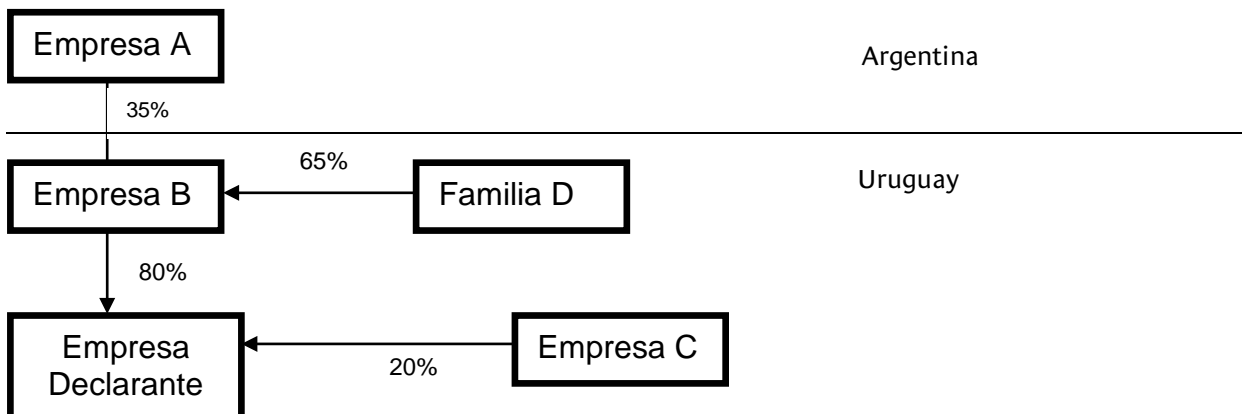 Empresa A
Argentina
35%
65%
Uruguay
Empresa B
Familia D
80%
Empresa
Declarante
Empresa C
20%